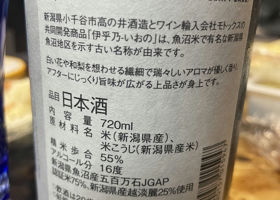 新潟県小千谷市高の井酒造とワイン輸入会社モトックスの
共同開発商品「伊乎乃-いおの」は、魚沼米で有名な新潟県
魚沼地区を示す古い名称が由来です。
白い花や和梨を想わせる繊細で瑞々しいアロマが優しく香り、
アフターにじっくり旨味が広がる上品さが身上です。
品目 日本酒
内容量 720ml
原材料名 米(新潟県産)、
米こうじ(新潟県産米)
精米歩合 55%
アルコール分 16度
新潟県魚沼産五百万石JGAP
認証米75%、新潟県産越淡麗25%使用